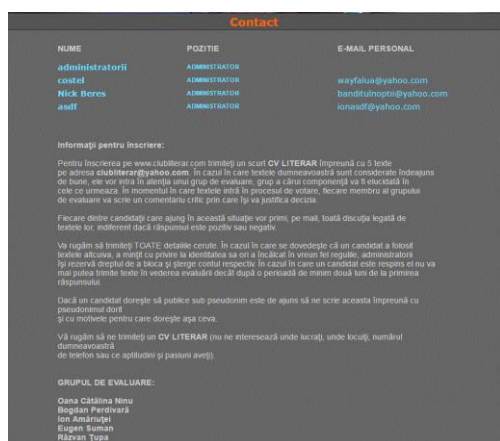 Contact
NUME POZITIE E-MAIL PERSONAL
administratorii ADMINISTRATOR
costel ADMINISTRATOR wayfalua@yahoo.com
Nick Beres ADMINISTRATOR banditulnoptii@yahoo.com
asdf ADMINISTRATOR ionasdf@yahoo.com
Informaţii pentru înscriere:
Pentru înscrierea pe www.clubliterar.com trimiteţi un scurt CV LITERAR împreună cu 5 texte
pe adresa clubliterar@yahoo.com. În cazul în care textele dumneavoastră sunt considerate îndeajuns
de bune, ele vor intra în atenţia unui grup de evaluare, grup a cărui componenţă va fi elucidată în
cele ce urmează. În momentul în care textele intră în procesul de votare, fiecare membru al grupului
de evaluare va scrie un comentariu critic prin care îşi va justifica decizia.
Fiecare dintre candidaţii care ajung în această situaţie vor primi, pe mail, toată discuţia legată de
textele lor, indiferent dacă răspunsul este pozitiv sau negativ.
Va rugăm să trimiteţi TOATE detaliile cerute. În cazul în care se dovedeşte că un candidat a folosit
textele altcuiva, a minţit cu privire la identitatea sa ori a încălcat în vreun fel regulile, administratorii
îşi rezervă dreptul de a bloca şi şterge contul respectiv. În cazul în care un candidat este respins el nu va
mai putea trimite texte în vederea evaluării decât după o perioadă de minim două luni de la primirea
răspunsului.
Dacă un candidat doreşte să publice sub pseudonim este de ajuns să ne scrie aceasta împreună cu
pseudonimul dorit
şi cu motivele pentru care doreşte aşa ceva.
Vă rugăm să ne trimiteţi un CV LITERAR (nu ne interesează unde lucraţi, unde locuiţi, numărul
dumneavoastră
de telefon sau ce aptitudini şi pasiuni aveţi).
GRUPUL DE EVALUARE:
Oana Cătălina Ninu
Bogdan Perdivară
Ion Amăriuţei
Eugen Suman
Răzvan Ţupa